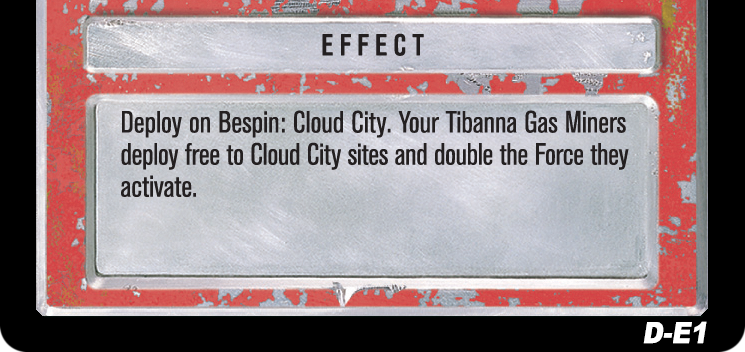 EFFECT
Deploy on Bespin: Cloud City. Your Tibanna Gas Miners
deploy free to Cloud City sites and double the Force they
activate.
D-E1